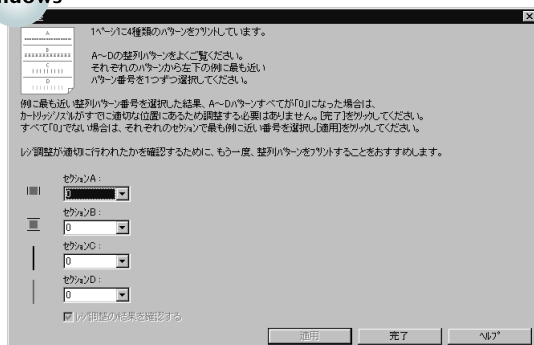 1ﾍﾟｰｼﾞに4種類のﾊﾟﾀｰﾝをﾌﾟﾘﾝﾄしています。
A
B
C
D
A～Dの整列ﾊﾟﾀｰﾝをよくご覧ください。
それぞれのﾊﾟﾀｰﾝから左下の例に最も近い
ﾊﾟﾀｰﾝ番号を1つずつ選択してください。
例に最も近い整列ﾊﾟﾀｰﾝ番号を選択した結果、A～Dﾊﾟﾀｰﾝすべてが「0」になった場合は、
ｶｰﾄﾘｯｼﾞﾉｽﾞﾙがすでに適切な位置にあるため調整する必要はありません。[完了]をｸﾘｯｸしてください。
すべて「0」でない場合は、それぞれのｾｸｼｮﾝで最も例に近い番号を選択し[適用]をｸﾘｯｸしてください。
ﾚｼﾞ調整が適切に行われたかを確認するために、もう一度、整列ﾊﾟﾀｰﾝをﾌﾟﾘﾝﾄすることをおすすめします。
ｾｸｼｮﾝA：
0
ｾｸｼｮﾝB：
0
ｾｸｼｮﾝC：
0
ｾｸｼｮﾝD：
0
ﾚｼﾞ調整の結果を確認する
適用 完了 ﾍﾙﾌﾟ